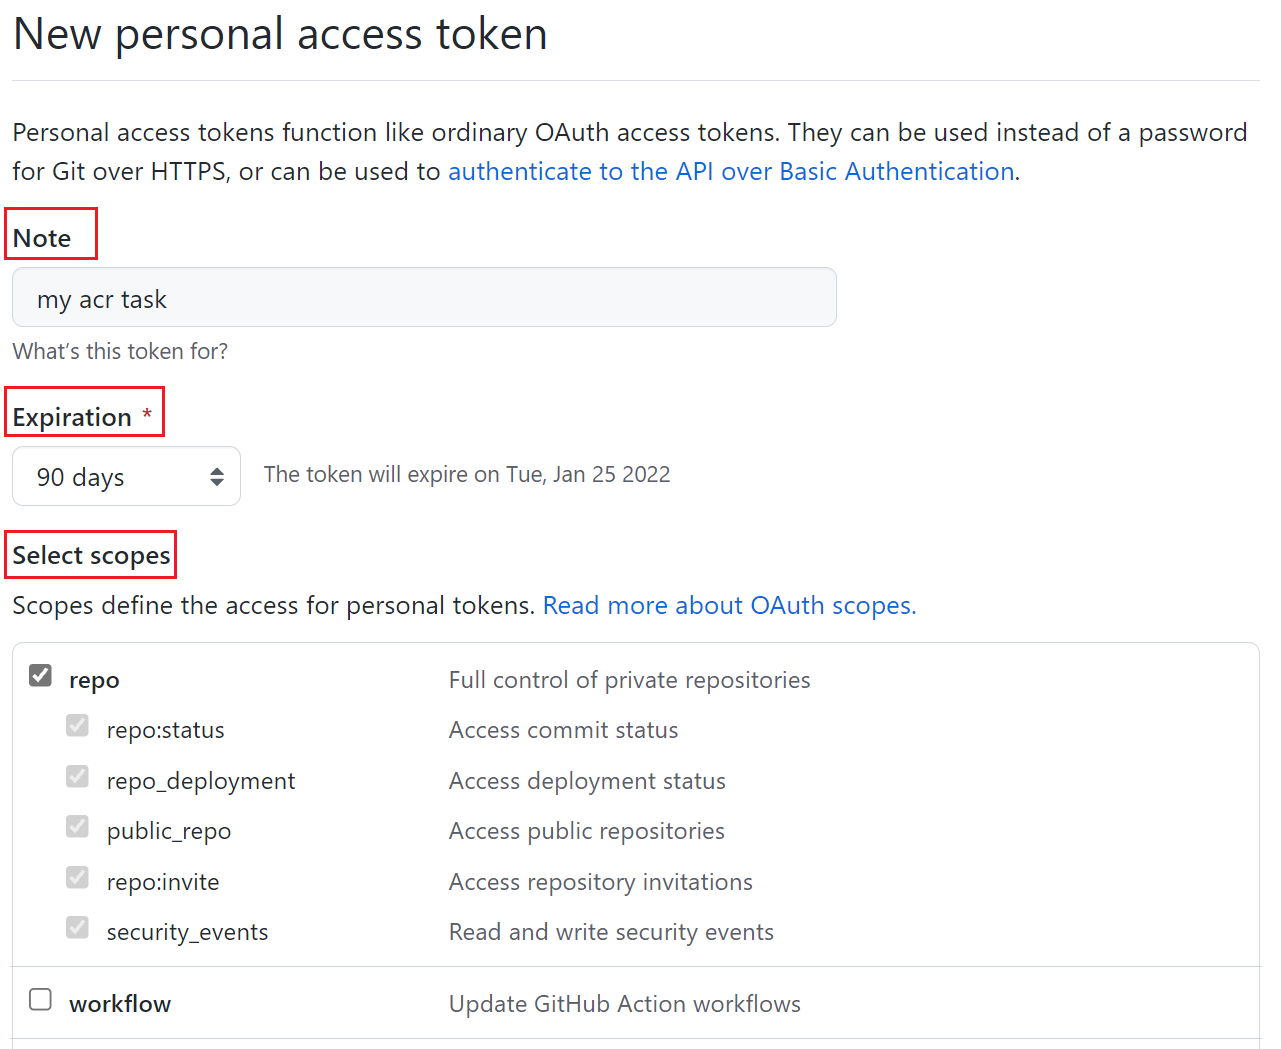 New personal access token
Personal access tokens function like ordinary OAuth access tokens. They can be used instead of a password
for Git over HTTPS, or can be used to authenticate to the API over Basic Authentication.
Note
my acr task
What's this token for?
Expiration *
90 days The token will expire on Tue, Jan 25 2022
Select scopes
Scopes define the access for personal tokens. Read more about OAuth scopes.
repo Full control of private repositories
repo:status Access commit status
repo_deployment Access deployment status
public_repo Access public repositories
repo:invite Access repository invitations
security_events Read and write security events
workflow Update GitHub Action workflows